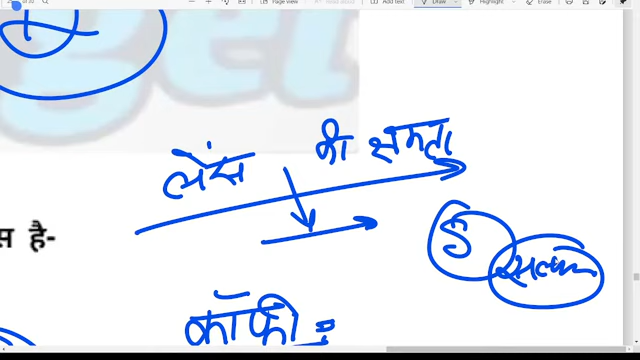 Page view
Add text
Draw
Highlight
Erase
लेंस की क्षमता
स है-
S
कॉफी =